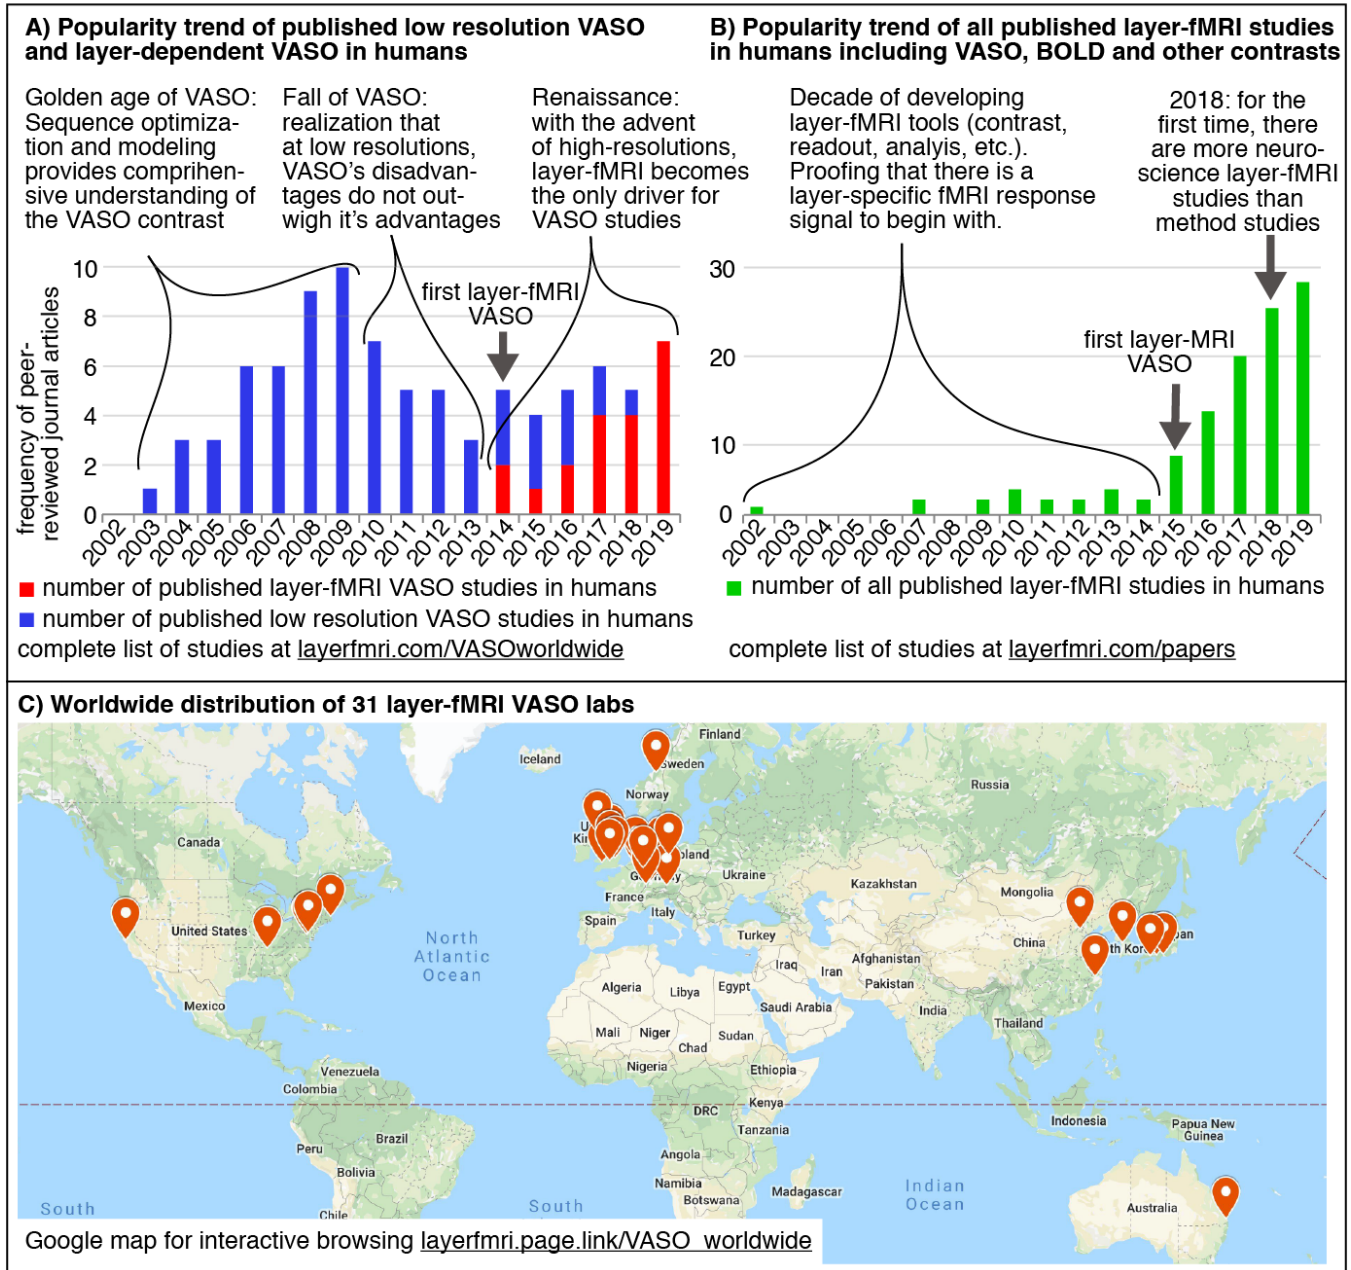 A) Popularity trend of published low resolution VASO
and layer-dependent VASO in humans
Golden age of VASO:
Sequence optimiza-
tion and modeling
provides comprihen-
sive understanding of
the VASO contrast
Fall of VASO:
realization that
at low resolutions,
VASO's disadvan-
tages do not out-
wigh it's advantages
Renaissance:
with the advent
of high-resolutions,
layer-fMRI becomes
the only driver for
VASO studies
first layer-fMRI
VASO
frequency of peer-
reviewed journal articles
10
8
6
4
2
0
2002
2003
2004
2005
2006
2007
2008
2009
2010
2011
2012
2013
2014
2015
2016
2017
2018
2019
number of published layer-fMRI VASO studies in humans
number of published low resolution VASO studies in humans
complete list of studies at layerfmri.com/VASOworldwide
B) Popularity trend of all published layer-fMRI studies
in humans including VASO, BOLD and other contrasts
Decade of developing
layer-fMRI tools (contrast,
readout, analyis, etc.).
Proofing that there is a
layer-specific fMRI response
signal to begin with.
2018: for the
first time, there
are more neuro-
science layer-fMRI
studies than
method studies
first layer-MRI
VASO
30
20
10
0
2002
2003
2004
2005
2006
2007
2008
2009
2010
2011
2012
2013
2014
2015
2016
2017
2018
2019
number of all published layer-fMRI studies in humans
complete list of studies at layerfmri.com/papers
C) Worldwide distribution of 31 layer-fMRI VASO labs
Finland
Iceland
Sweden
Russia
Norway
Canada
Ukraine
Kazakhstan
Mongolia
France
Italy
Spain
United States
Turkey
China
North
Atlantic
Ocean
Iraq
Iran
Afghanistan
Pakistan
Algeria
Libya
Egypt
Saudi Arabia
Mexico
India
Thailand
Mali
Niger
Sudan
Chad
Nigeria
Ethiopia
Venezuela
Colombia
Kenya
DRC
Indonesia
Papua New
Guinea
Tanzania
Brazil
Peru
Angola
Bolivia
Namibia
Madagascar
Botswana
Indian
Ocean
Australia
South
South
Chile
Google map for interactive browsing layerfmri.page.link/VASO_worldwide